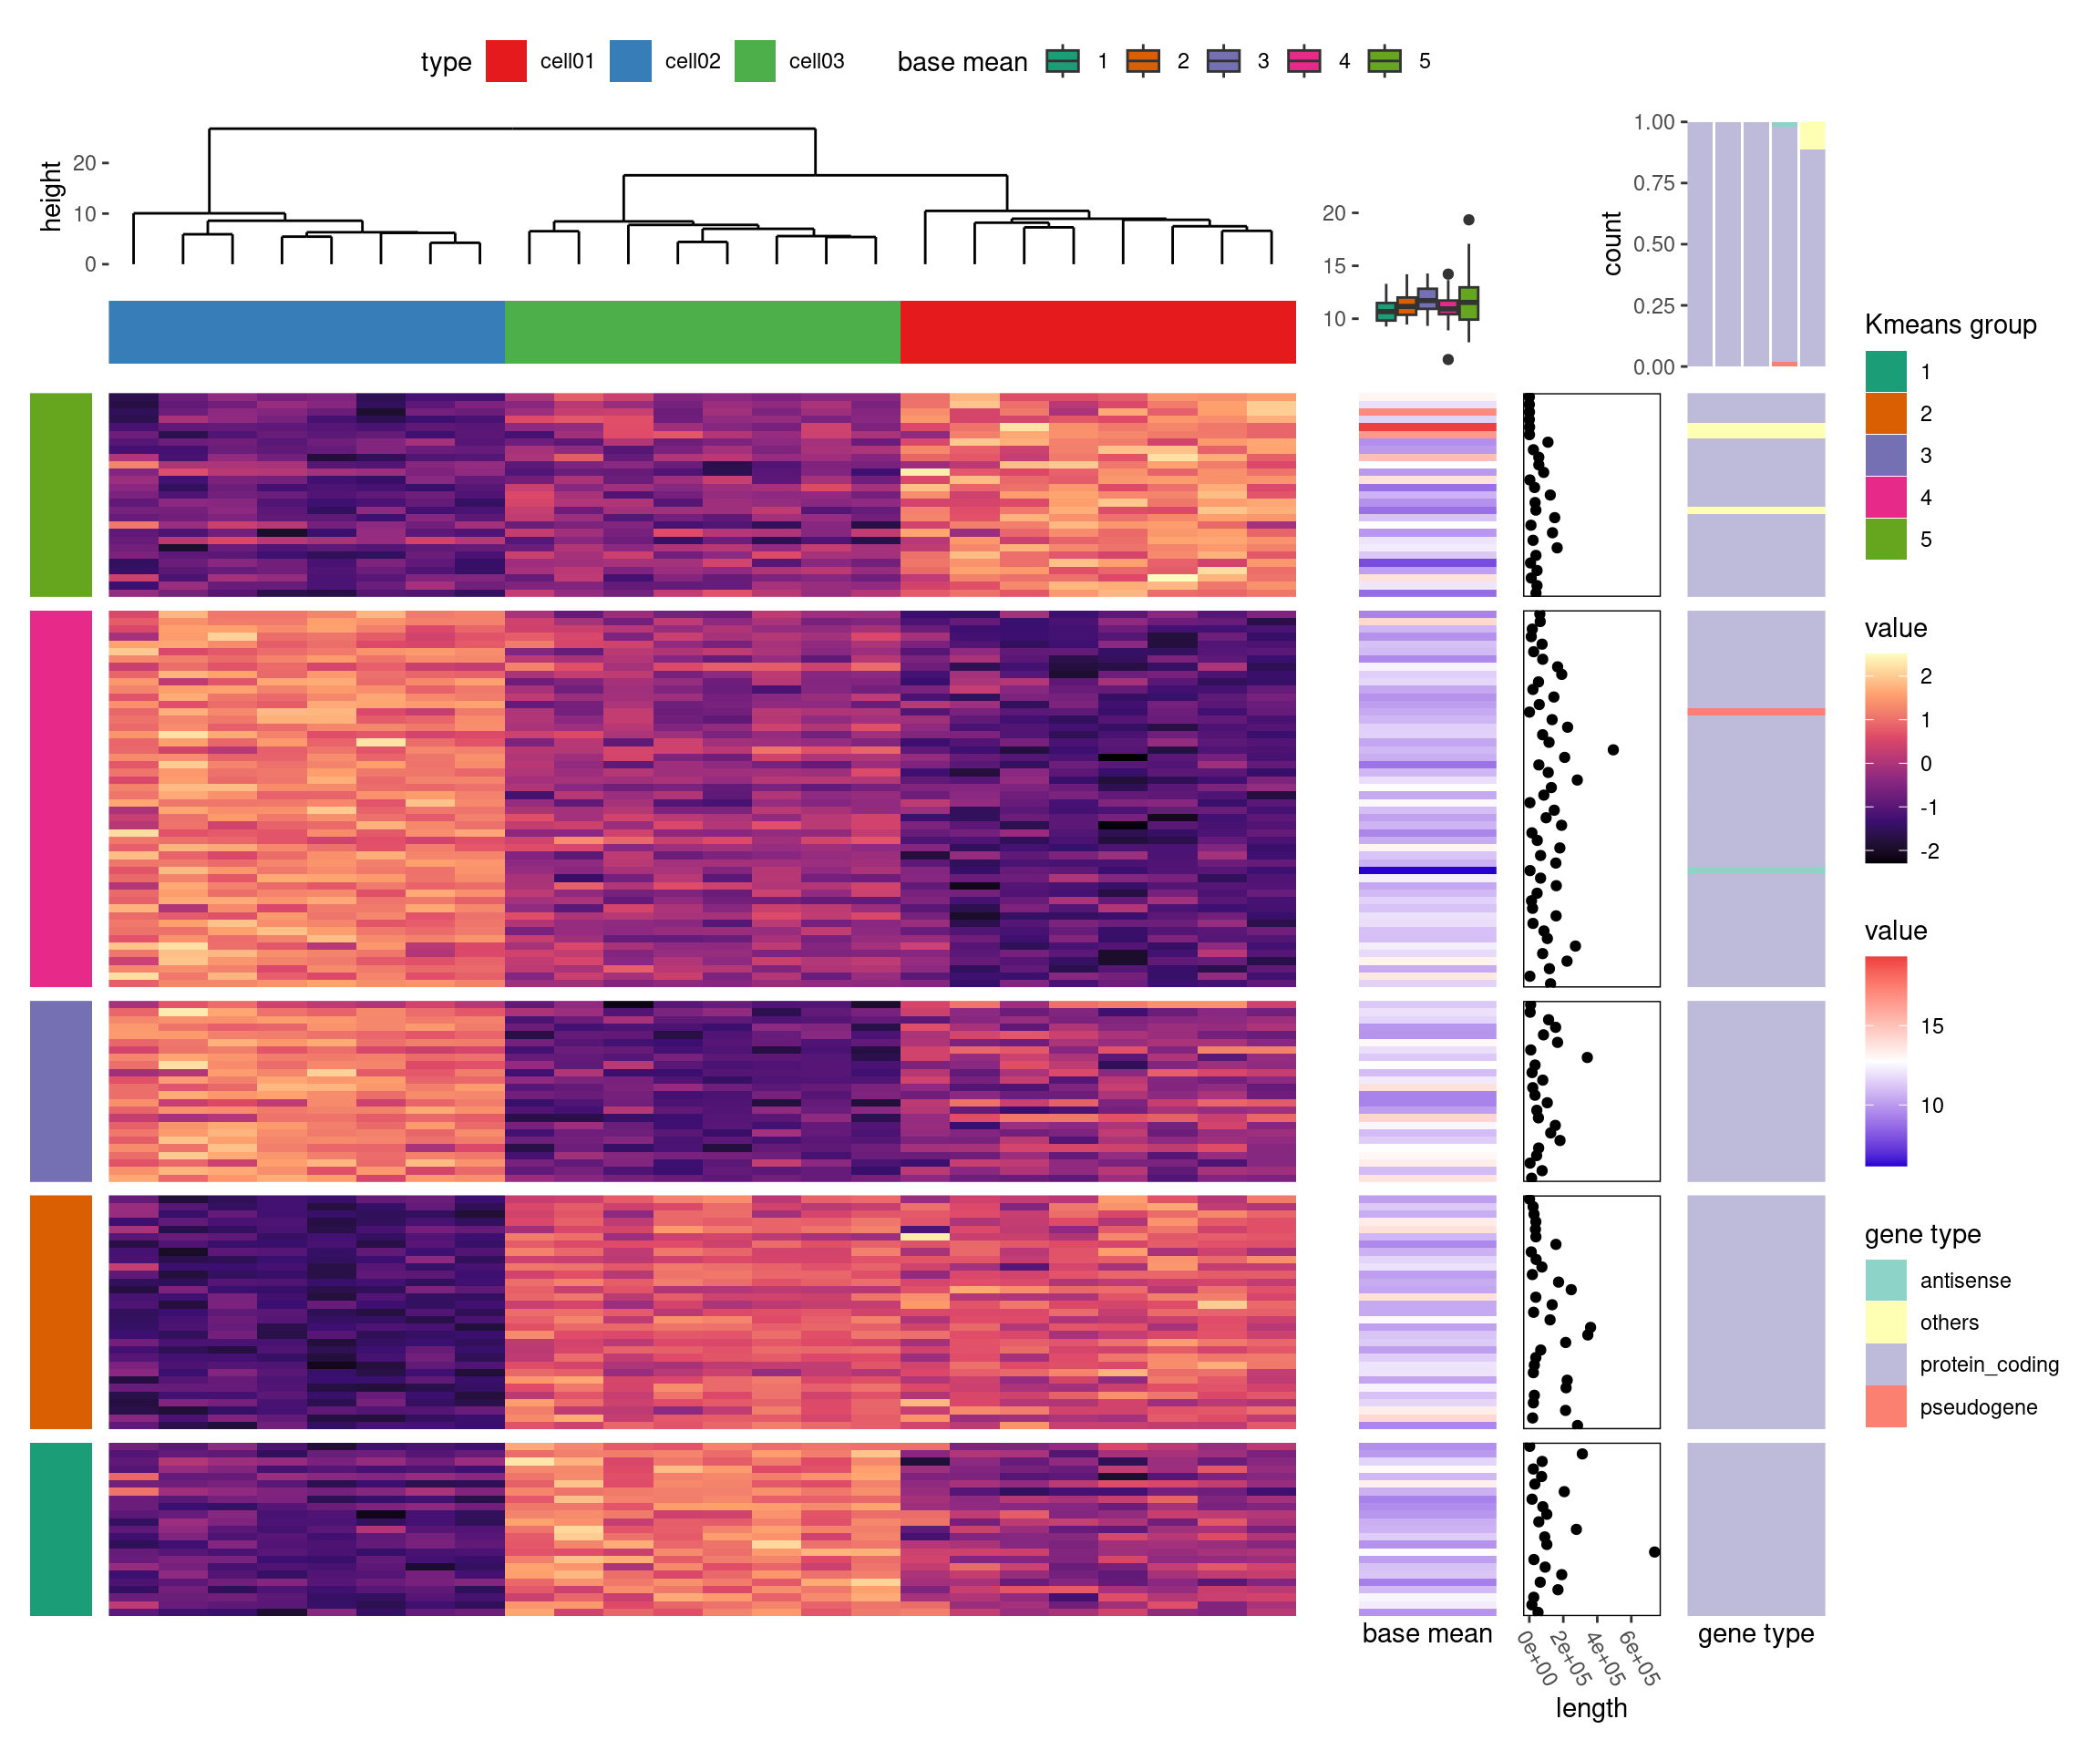 type cell01 cell02 cell03 base mean 1 2 3 4 5
height
20
10
0
20
15
10
count
1.00
0.75
0.50
0.25
0.00
Kmeans group
1
2
3
4
5
value
2
1
0
-1
-2
value
15
10
gene type
antisense
others
protein_coding
pseudogene
base mean
0e+00 2e+05 4e+05 6e+05
length
gene type